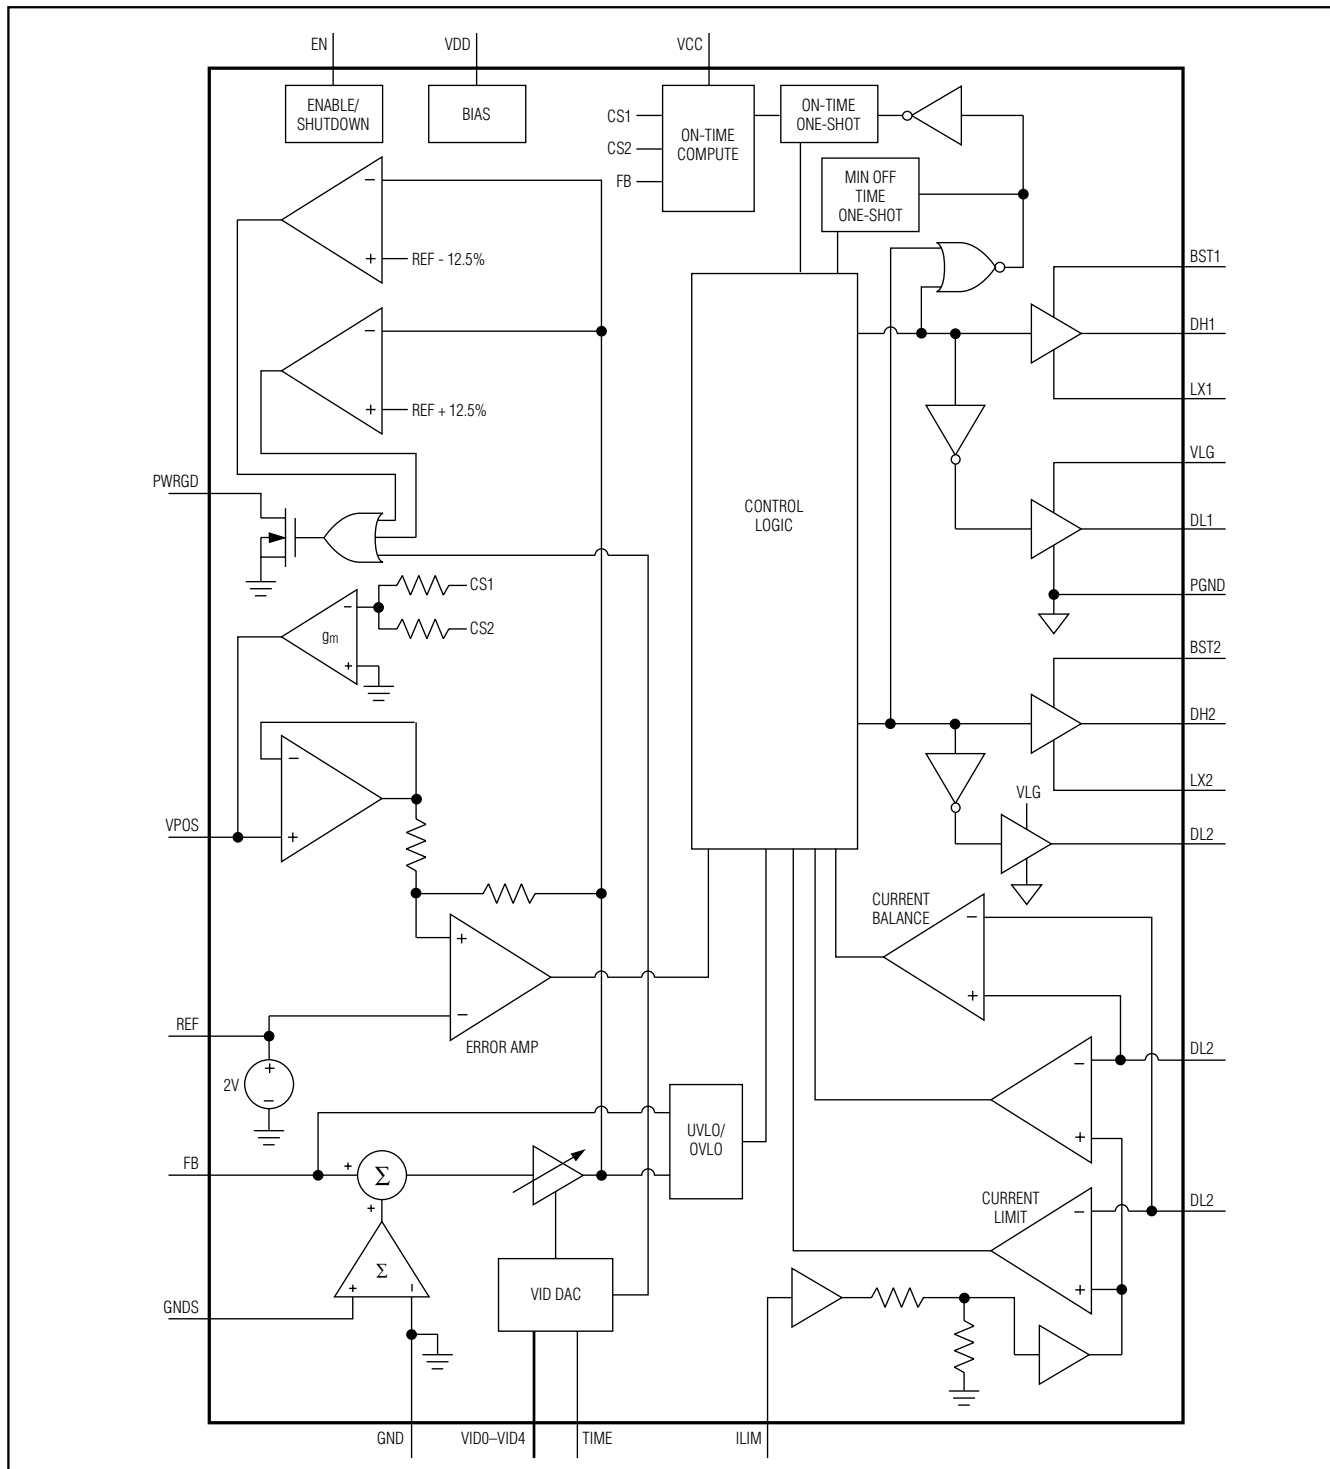 EN
VDD
VCC
ENABLE/
SHUTDOWN
BIAS
CS1
CS2
FB
ON-TIME
COMPUTE
ON-TIME
ONE-SHOT
MIN OFF
TIME
ONE-SHOT
−
+
REF - 12.5%
−
+
REF + 12.5%
BST1
DH1
LX1
VLG
DL1
PGND
PWRGD
CONTROL
LOGIC
CS1
CS2
−
gm
+
BST2
DH2
LX2
VLG
DL2
−
+
VPOS
CURRENT
BALANCE
−
+
+
−
ERROR AMP
REF
2V
+
−
DL2
−
+
UVLO/
OVLO
FB
+
Σ
+
Σ
+
−
CURRENT
LIMIT
−
+
DL2
VID DAC
GNDS
GND
VID0–VID4
TIME
ILIM